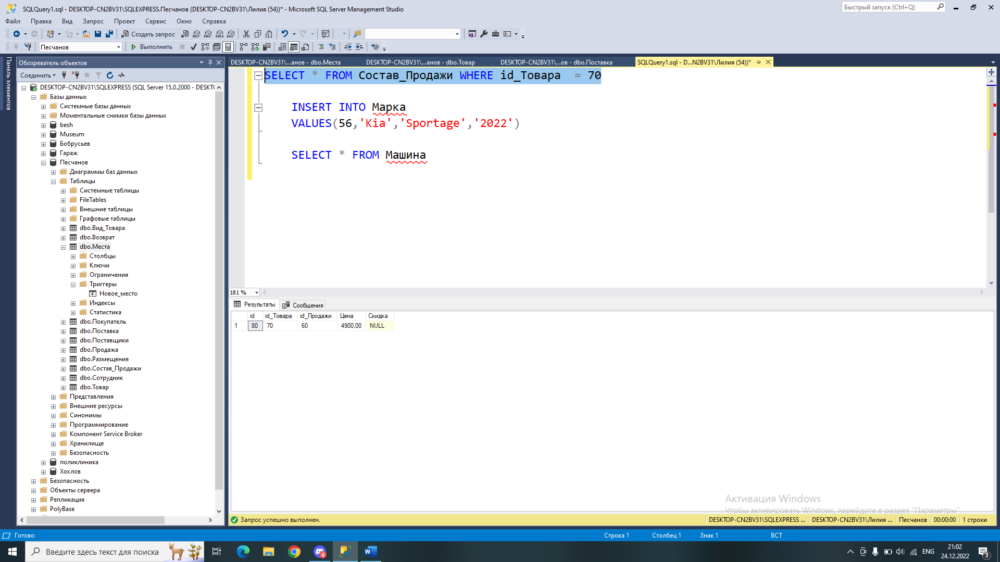 SQLQuery1.sql - DESKTOP-CN2BV31\SQLEXPRESS.Песчанов (DESKTOP-CN2BV31\Лилия (54))* - Microsoft SQL Server Management Studio
Быстрый запуск (Ctrl+Q)
Файл Правка Вид Запрос Проект Сервис Окно Справка
Создать запрос MDX DMX XMLA DAX
Песчанов Выполнить
Панель элементов
Обозреватель объектов
DESKTOP-CN2BV31\...анов - dbo.Места DESKTOP-CN2BV31\...анов - dbo.Товар DESKTOP-CN2BV31\...ов - dbo.Поставка SQLQuery1.sql - D...N2BV31\Лилия (54))*
Соединить
DESKTOP-CN2BV31\SQLEXPRESS (SQL Server 15.0.2000 - DESKT
Базы данных
Системные базы данных
Моментальные снимки базы данных
besh
Museum
Бобрусьев
Гараж
Песчанов
Диаграммы баз данных
Таблицы
Системные таблицы
FileTables
Внешние таблицы
Графовые таблицы
dbo.Вид_Товара
dbo.Возврат
dbo.Места
Столбцы
Ключи
Ограничения
Триггеры
Новое_место
Индексы
Статистика
dbo.Покупатель
dbo.Поставка
dbo.Поставщики
dbo.Продажа
dbo.Размещение
dbo.Состав_Продажи
dbo.Сотрудник
dbo.Товар
Представления
Внешние ресурсы
Синонимы
Программирование
Компонент Service Broker
Хранилище
Безопасность
поликлиника
Хохлов
Безопасность
Объекты сервера
Репликация
PolyBase
SELECT * FROM Состав_Продажи WHERE id_Товара = 70
INSERT INTO Марка
VALUES(56,'Kia','Sportage','2022')
SELECT * FROM Машина
181 %
Результаты Сообщения
id id_Товара id_Продажи Цена Скидка
1 80 70 60 4900,00 NULL
Активация Windows
Чтобы активировать Windows, перейдите в раздел "Параметры".
Запрос успешно выполнен. DESKTOP-CN2BV31\SQLEXPRESS ... DESKTOP-CN2BV31\Лилия ... Песчанов 00:00:00 1 строки
Готово Строка 1 Столбец 1 Знак 1 ВСТ
Введите здесь текст для поиска 4 ENG 21:02
24.12.2022 3